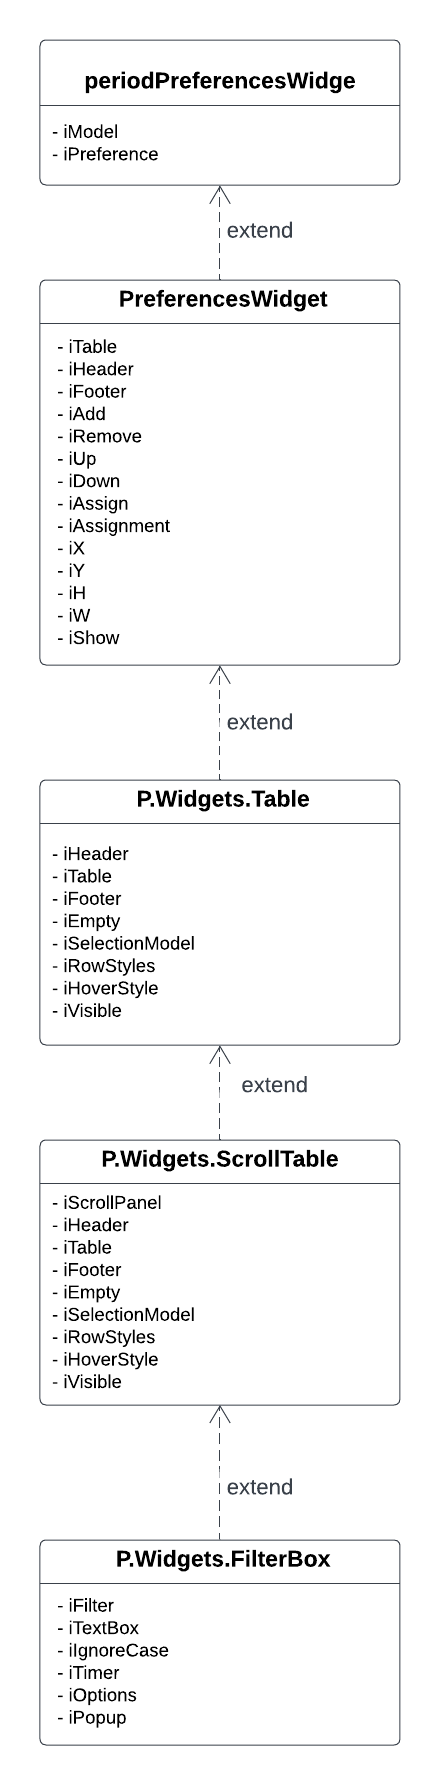 periodPreferencesWidge
- iModel
- iPreference
extend
PreferencesWidget
- iTable
- iHeader
- iFooter
- iAdd
- iRemove
- iUp
- iDown
- iAssign
- iAssignment
- iX
- iY
- iH
- iW
- iShow
extend
P.Widgets.Table
- iHeader
- iTable
- iFooter
- iEmpty
- iSelectionModel
- iRowStyles
- iHoverStyle
- iVisible
extend
P.Widgets.ScrollTable
- iScrollPanel
- iHeader
- iTable
- iFooter
- iEmpty
- iSelectionModel
- iRowStyles
- iHoverStyle
- iVisible
extend
P.Widgets.FilterBox
- iFilter
- iTextBox
- iIgnoreCase
- iTimer
- iOptions
- iPopup